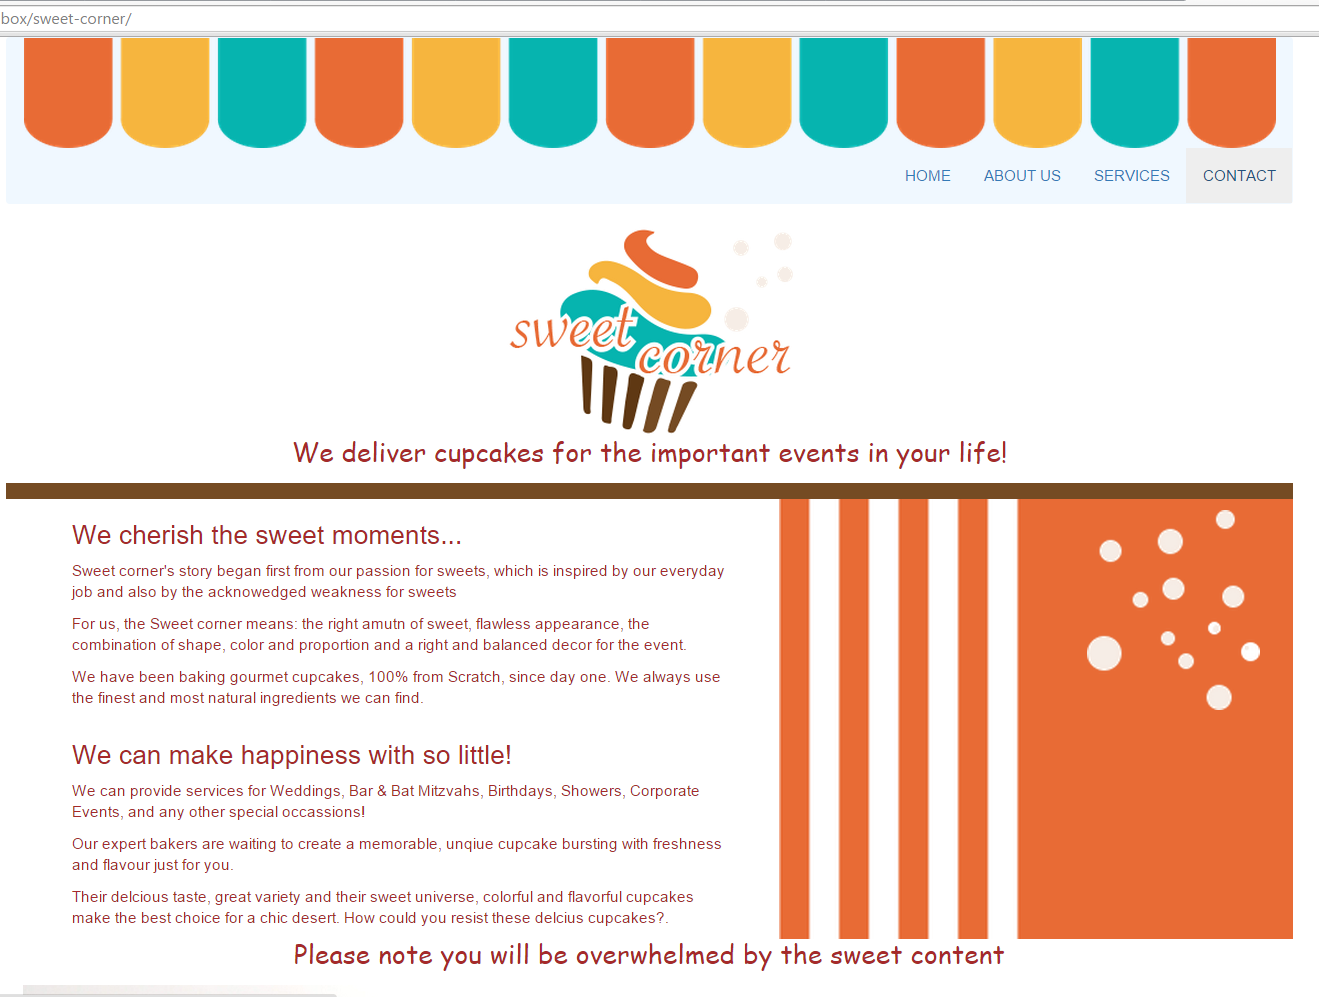 box/sweet-corner/
HOME ABOUT US SERVICES CONTACT
sweet
corner
We deliver cupcakes for the important events in your life!
We cherish the sweet moments...
Sweet corner's story began first from our passion for sweets, which is inspired by our everyday
job and also by the acknowedged weakness for sweets
For us, the Sweet corner means: the right amutn of sweet, flawless appearance, the
combination of shape, color and proportion and a right and balanced decor for the event.
We have been baking gourmet cupcakes, 100% from Scratch, since day one. We always use
the finest and most natural ingredients we can find.
We can make happiness with so little!
We can provide services for Weddings, Bar & Bat Mitzvahs, Birthdays, Showers, Corporate
Events, and any other special occassions!
Our expert bakers are waiting to create a memorable, unqiue cupcake bursting with freshness
and flavour just for you.
Their delcious taste, great variety and their sweet universe, colorful and flavorful cupcakes
make the best choice for a chic desert. How could you resist these delcius cupcakes?.
Please note you will be overwhelmed by the sweet content